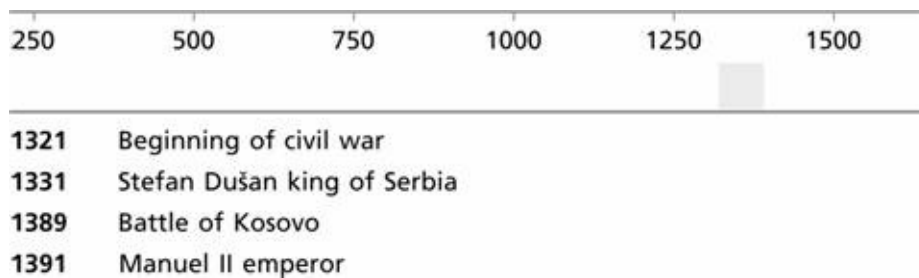 250 500 750 1000 1250 1500
1321 Beginning of civil war
1331 Stefan Dušan king of Serbia
1389 Battle of Kosovo
1391 Manuel II emperor